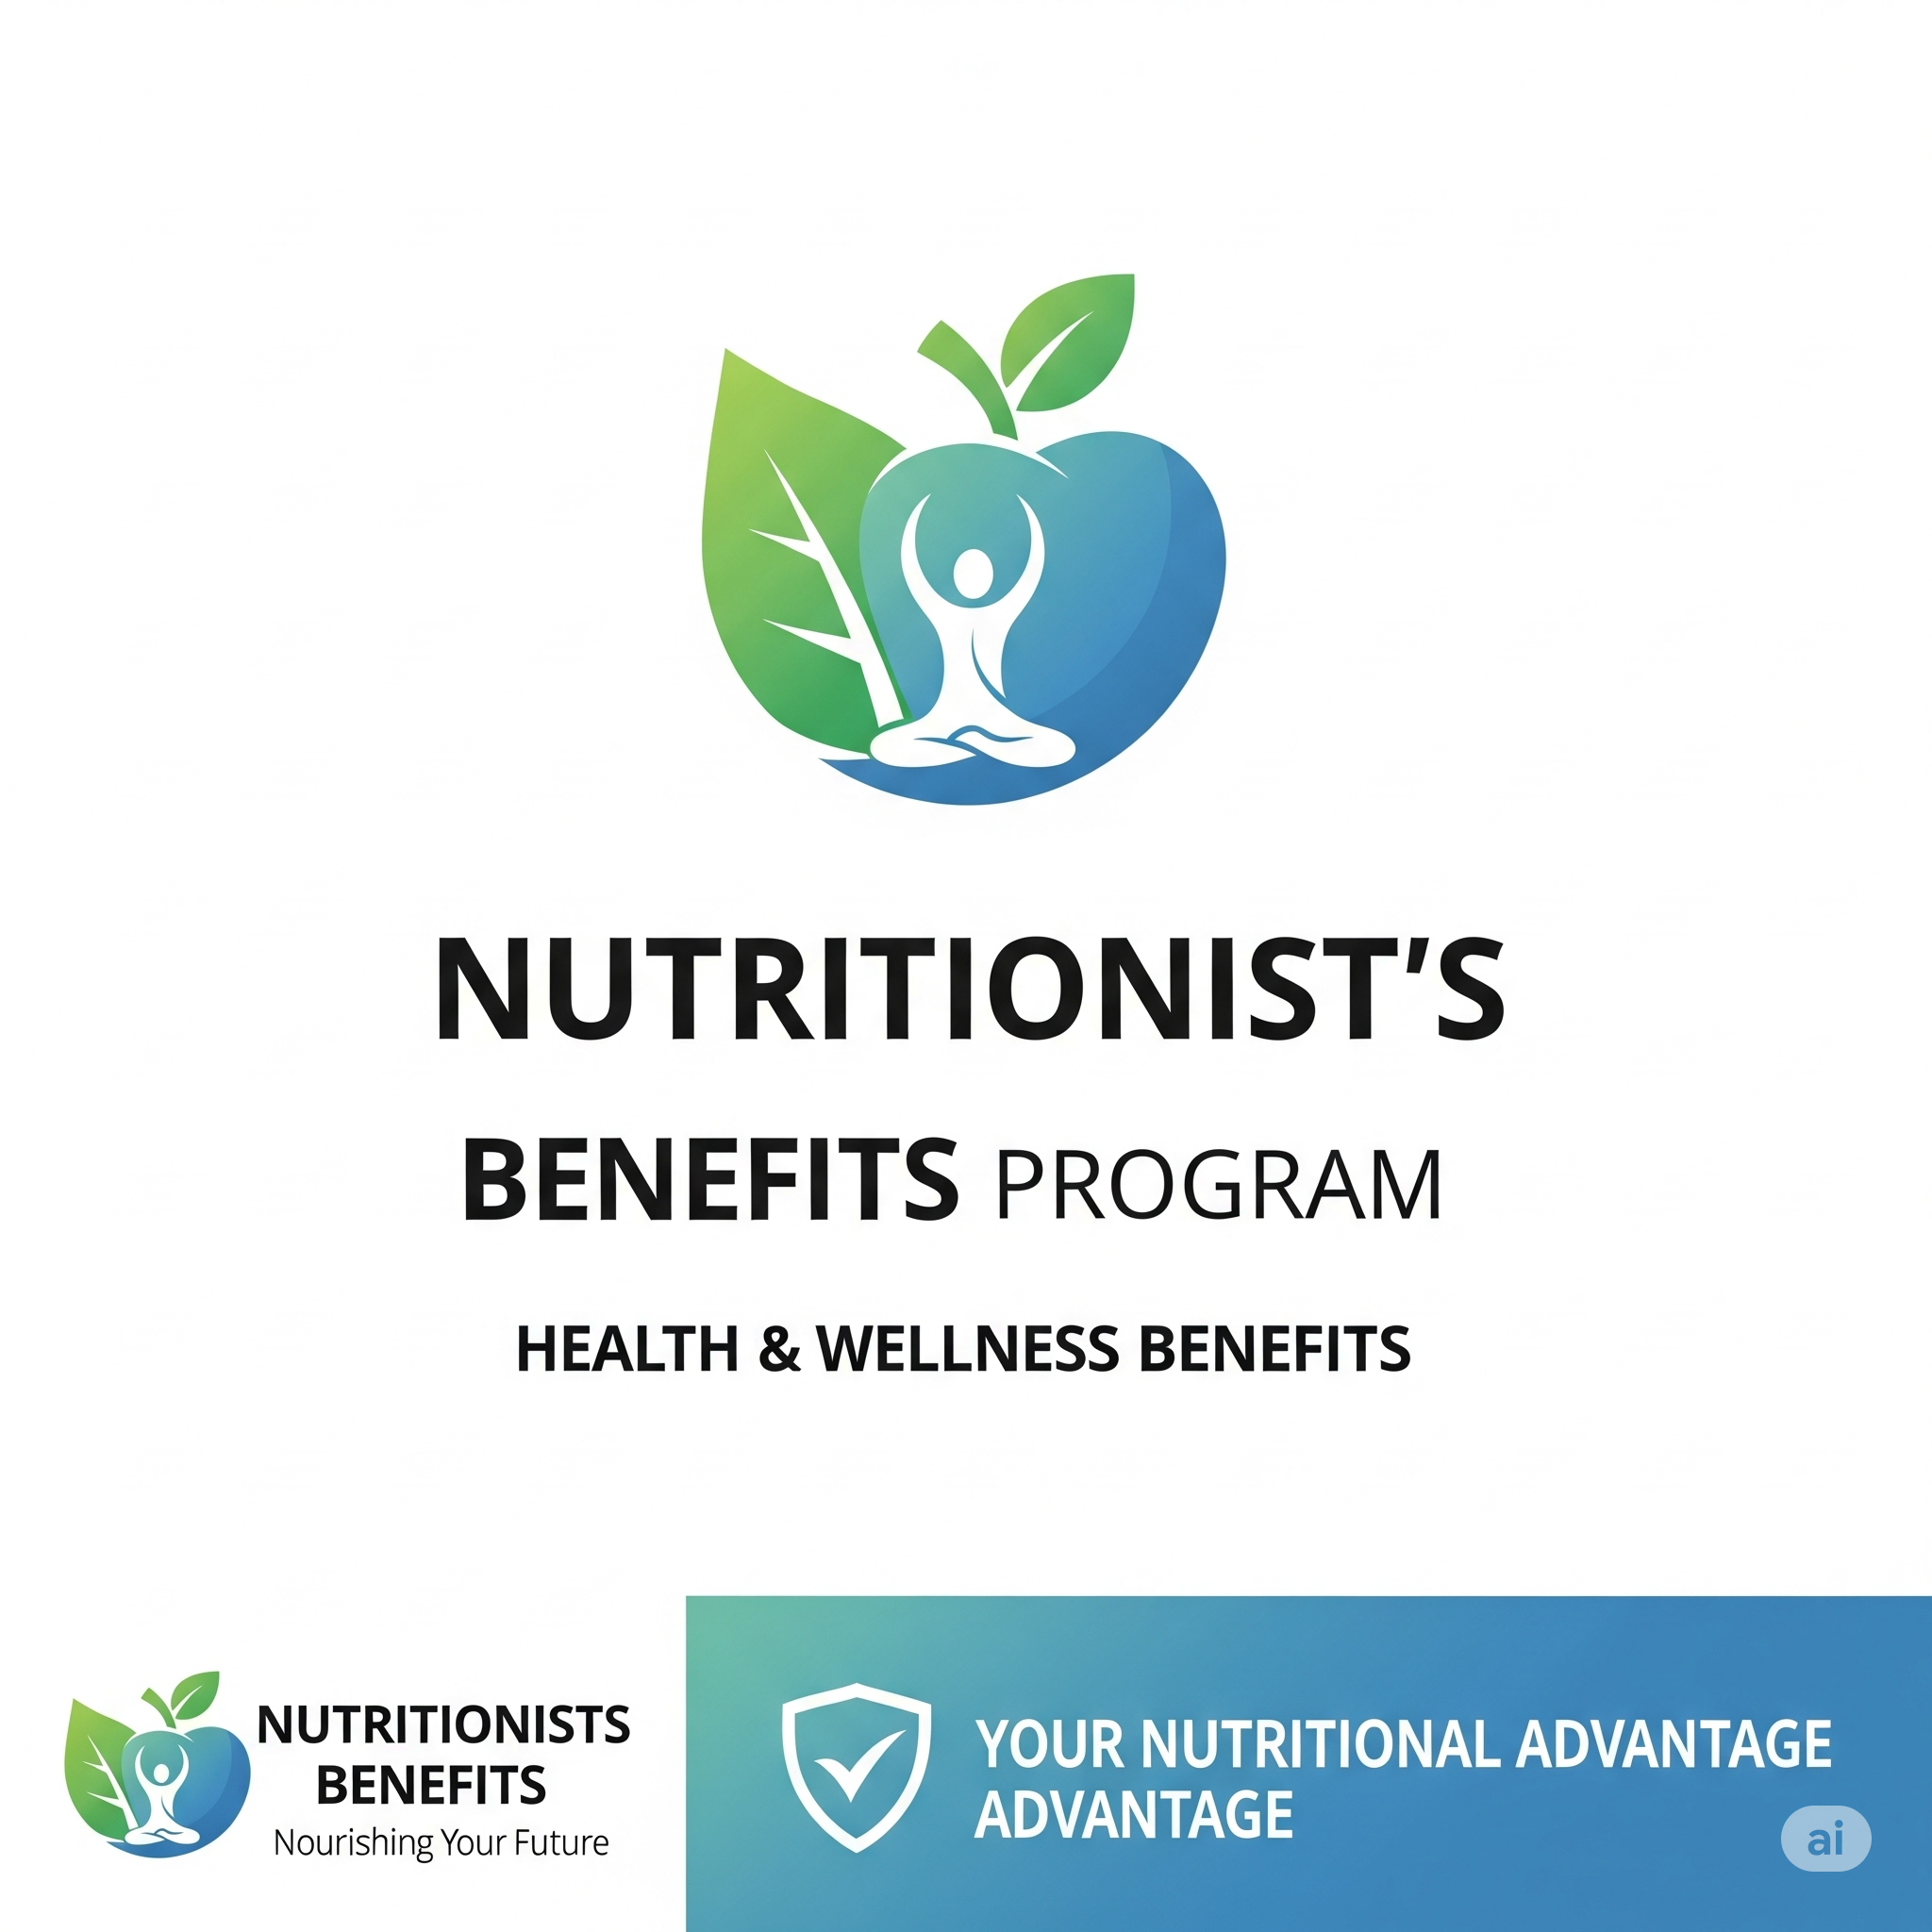 NUTRITIONIST'S
BENEFITS PROGRAM
HEALTH & WELLNESS BENEFITS
NUTRITIONISTS
BENEFITS
Nourishing Your Future
YOUR NUTRITIONAL ADVANTAGE
ADVANTAGE
ai